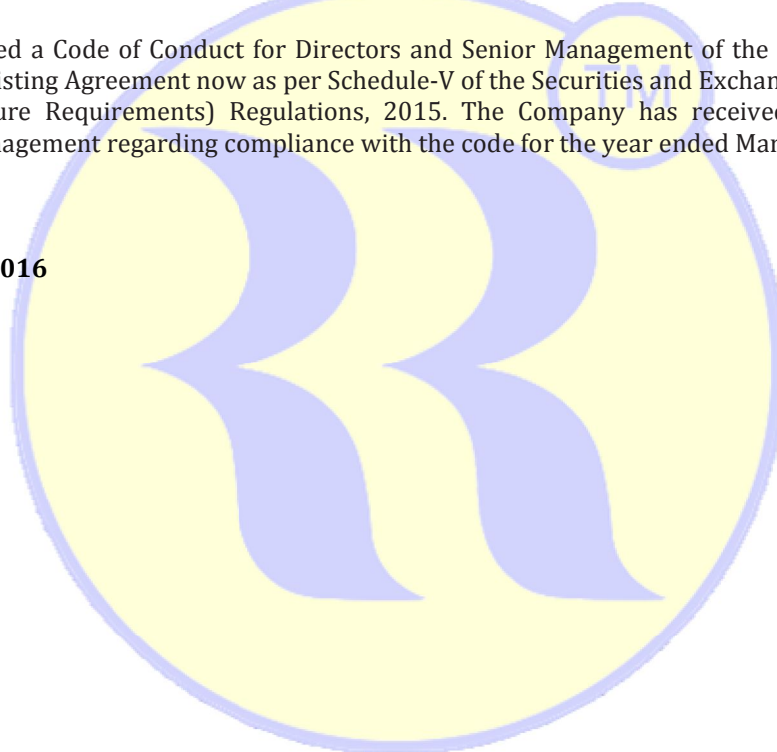 ed a Code of Conduct for Directors and Senior Management of the
isting Agreement now as per Schedule-V of the Securities and Exchan
ure Requirements) Regulations, 2015. The Company has received
nagement regarding compliance with the code for the year ended Mar
016
TM